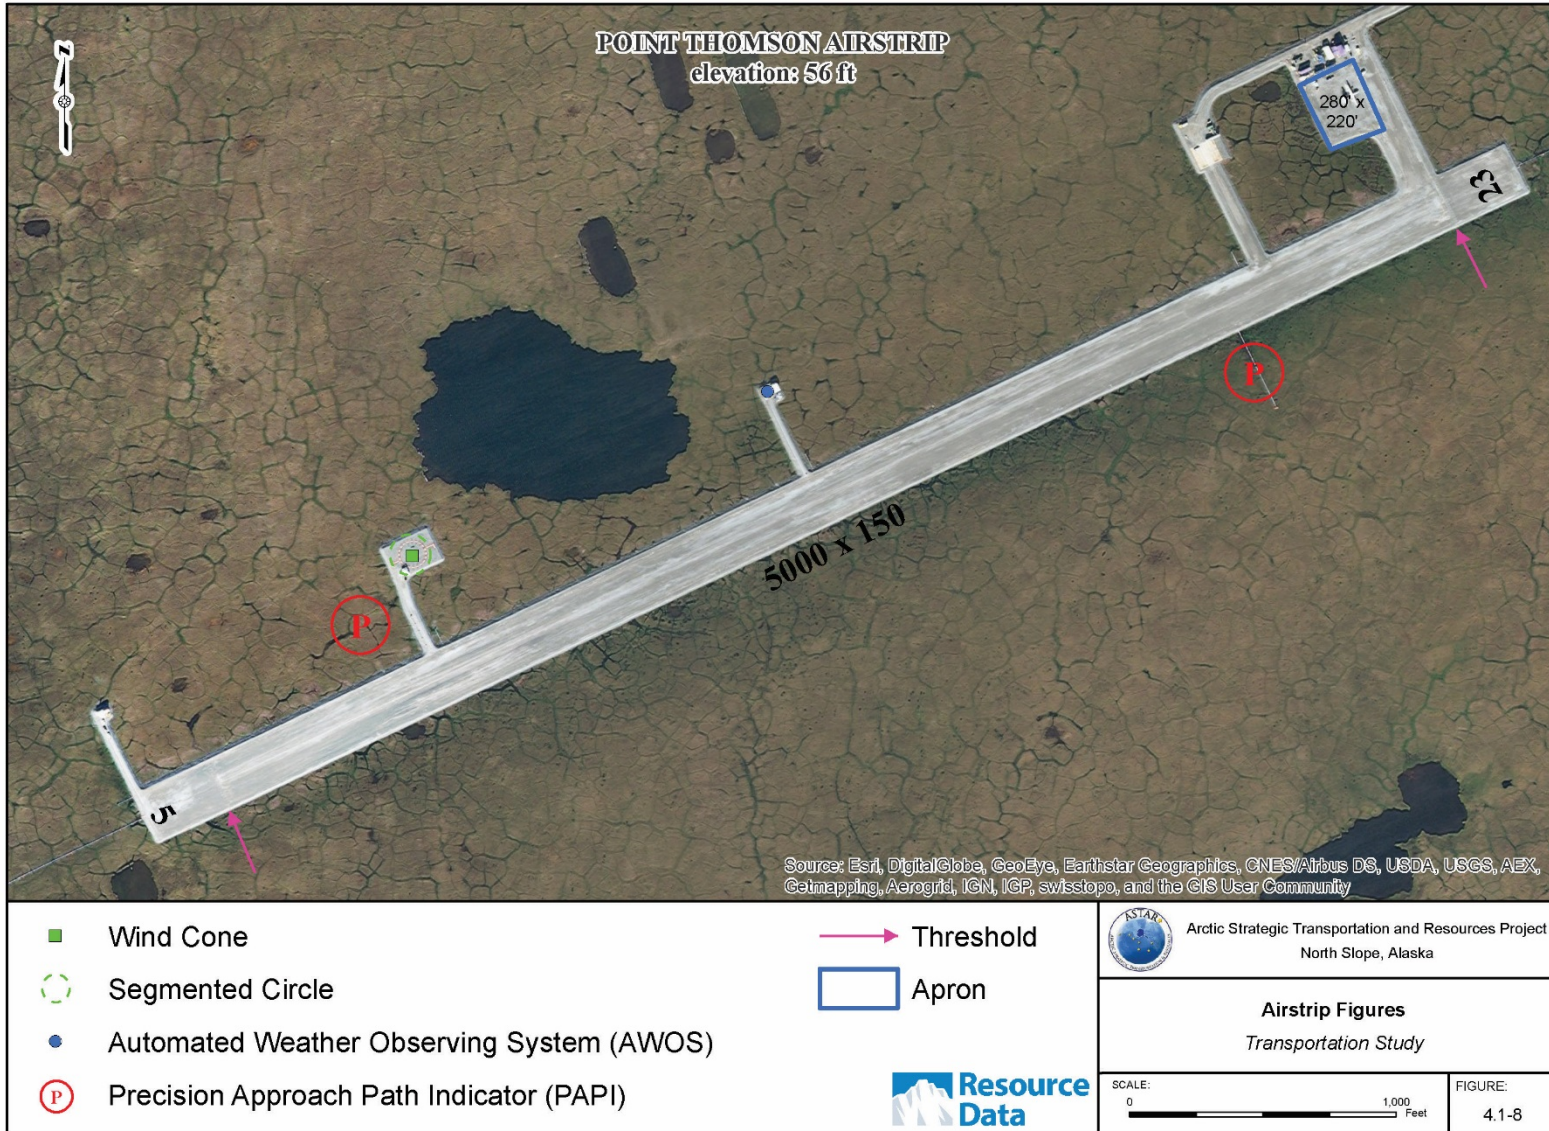 POINT THOMSON AIRSTRIP
elevation: 56 ft
N
280' x
220'
23
P
5000 x 150
P
5
Source: Esri, DigitalGlobe, GeoEye, Earthstar Geographics, CNES/Airbus DS, USDA, USGS, AEX,
Getmapping, Aerogrid, IGN, IGP, swisstopo, and the GIS User Community
Wind Cone
Segmented Circle
Automated Weather Observing System (AWOS)
P Precision Approach Path Indicator (PAPI)
Threshold
Apron
Resource
Data
ASTAR
Arctic Strategic Transportation and Resources Project
North Slope, Alaska
Airstrip Figures
Transportation Study
SCALE:
0 1,000
Feet
FIGURE:
4.1-8